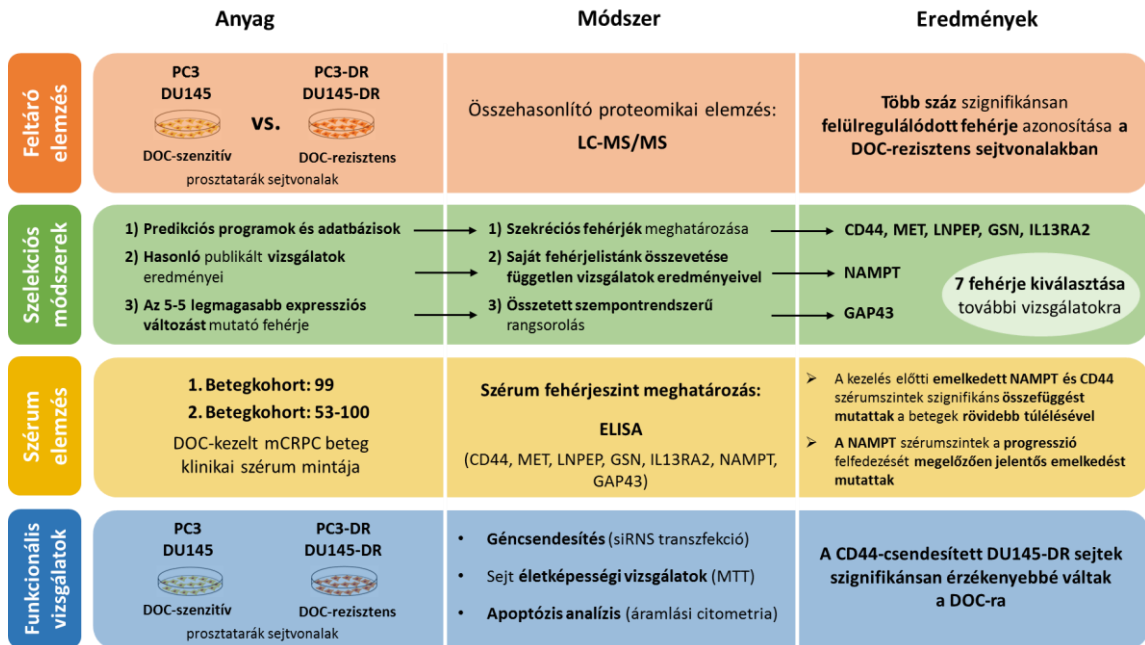 Anyag
Módszer
Eredmények
Feltáró
elemzés
PC3
DU145
vs.
PC3-DR
DU145-DR
DOC-szenzitív
DOC-rezisztens
prosztatarák sejtvonalak
Összehasonlító proteomikai elemzés:
LC-MS/MS
Több száz szignifikánsan
felülregulálódott fehérje azonosítása a
DOC-rezisztens sejtvonalakban
Szelekciós
módszerek
1) Predikciós programok és adatbázisok
2) Hasonló publikált vizsgálatok
eredményei
3) Az 5-5 legmagasabb expressziós
változást mutató fehérje
1) Szekréciós fehérjék meghatározása
2) Saját fehérjelistánk összevetése
független vizsgálatok eredményeivel
3) Összetett szempontrendszerű
rangsorolás
CD44, MET, LNPEP, GSN, IL13RA2
NAMPT
GAP43
7 fehérje kiválasztása
további vizsgálatokra
Szérum
elemzés
1. Betegkohort: 99
2. Betegkohort: 53-100
DOC-kezelt mCRPC beteg
klinikai szérum mintája
Szérum fehérjeszint meghatározás:
ELISA
(CD44, MET, LNPEP, GSN, IL13RA2, NAMPT,
GAP43)
➢ A kezelés előtti emelkedett NAMPT és CD44
szérumszintek szignifikáns összefüggést
mutattak a betegek rövidebb túlélésével
➢ A NAMPT szérumszintek a progresszió
felfedezését megelőzően jelentős emelkedést
mutattak
Funkcionális
vizsgálatok
PC3
DU145
PC3-DR
DU145-DR
DOC-szenzitív
DOC-rezisztens
prosztatarák sejtvonalak
• Géncsendesítés (siRNS transzfekció)
• Sejt életképességi vizsgálatok (MTT)
• Apoptózis analízis (áramlási citometria)
A CD44-csendesített DU145-DR sejtek
szignifikánsan érzékenyebbé váltak
a DOC-ra